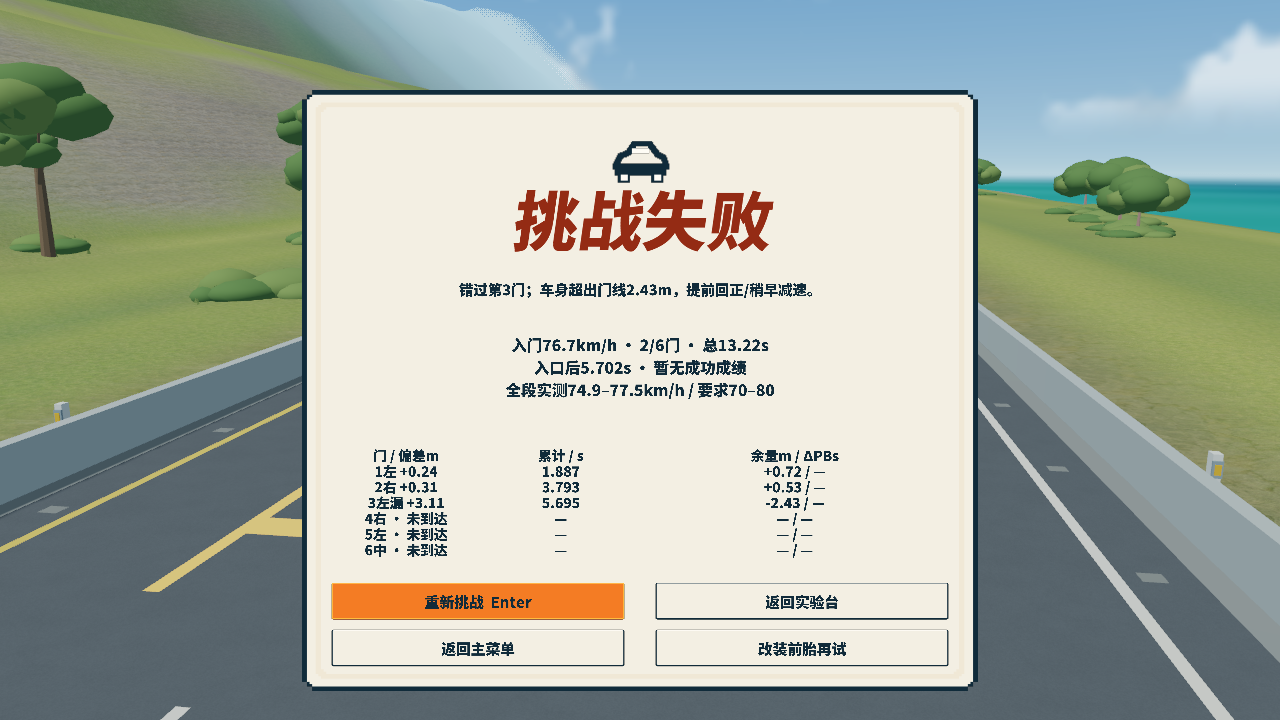 挑战失败
错过第3门；车身超出门线2.43m，提前回正/稍早减速。
入门76.7km/h · 2/6门 · 总13.22s
入口后5.702s · 暂无成功成绩
全段实测74.9–77.5km/h / 要求70–80
门 / 偏差m 累计 / s 余量m / ΔPBs
1左 +0.24 1.887 +0.72 / —
2右 +0.31 3.793 +0.53 / —
3左漏 +3.11 5.695 -2.43 / —
4右 · 未到达 — — / —
5左 · 未到达 — — / —
6中 · 未到达 — — / —
重新挑战 Enter 返回实验台
返回主菜单 改装前胎再试